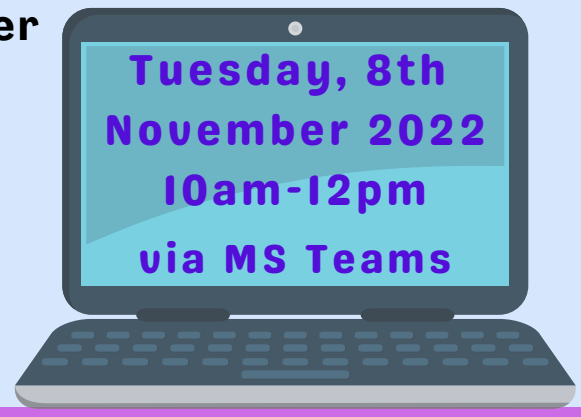 er
Tuesday, 8th
November 2022
10am-12pm
via MS Teams